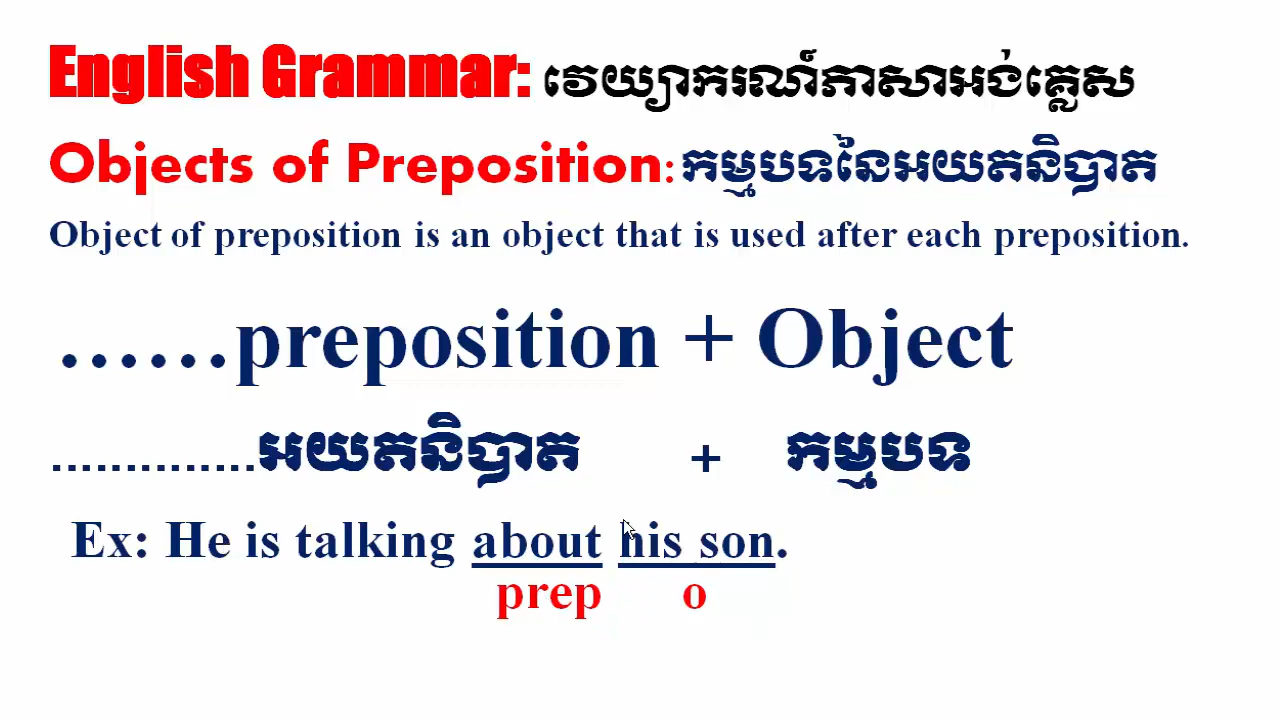 English Grammar: វេយ្យាករណ៍ភាសាអង់គ្លេស
Objects of Preposition: កម្មបទនៃអយតនិបាត
Object of preposition is an object that is used after each preposition.
……preposition + Object
..............អយតនិបាត + កម្មបទ
Ex: He is talking about his son.
prep o